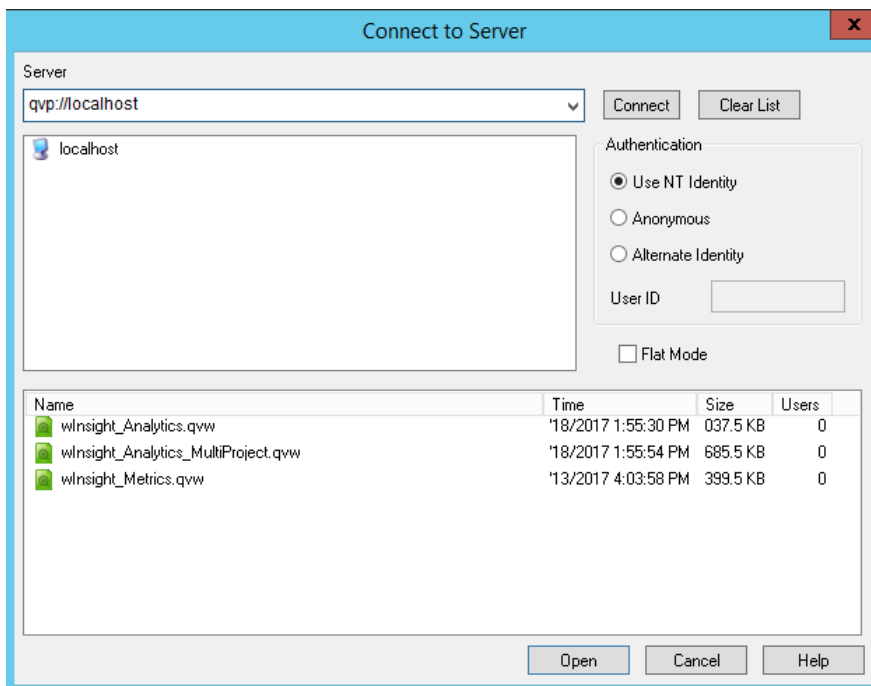 Connect to Server
x
Server
qvp://localhost
Connect
Clear List
localhost
Authentication
Use NT Identity
Anonymous
Alternate Identity
User ID
Flat Mode
Name Time Size Users
wInsight_Analytics.qvw '18/2017 1:55:30 PM 037.5 KB 0
wInsight_Analytics_MultiProject.qvw '18/2017 1:55:54 PM 685.5 KB 0
wInsight_Metrics.qvw '13/2017 4:03:58 PM 399.5 KB 0
Open Cancel Help